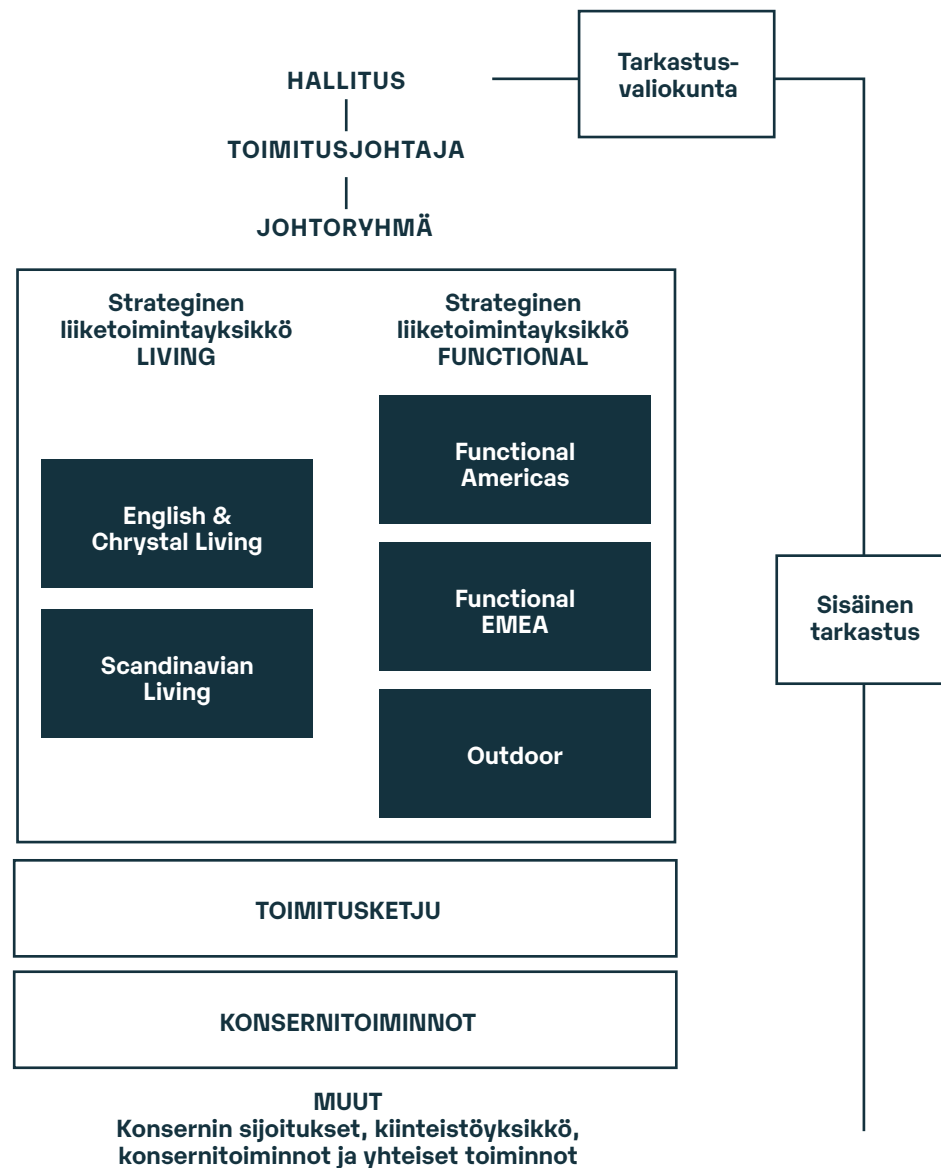 HALLITUS
Tarkastus-
valiokunta
TOIMITUSJOHTAJA
JOHTORYHMÄ
Strateginen
liiketoimintayksikkö
LIVING
English &
Chrystal Living
Scandinavian
Living
Strateginen
liiketoimintayksikkö
FUNCTIONAL
Functional
Americas
Functional
EMEA
Outdoor
Sisäinen
tarkastus
TOIMITUSKETJU
KONSERNITOIMINNOT
MUUT
Konsernin sijoitukset, kiinteistöyksikkö,
konsernitoiminnot ja yhteiset toiminnot